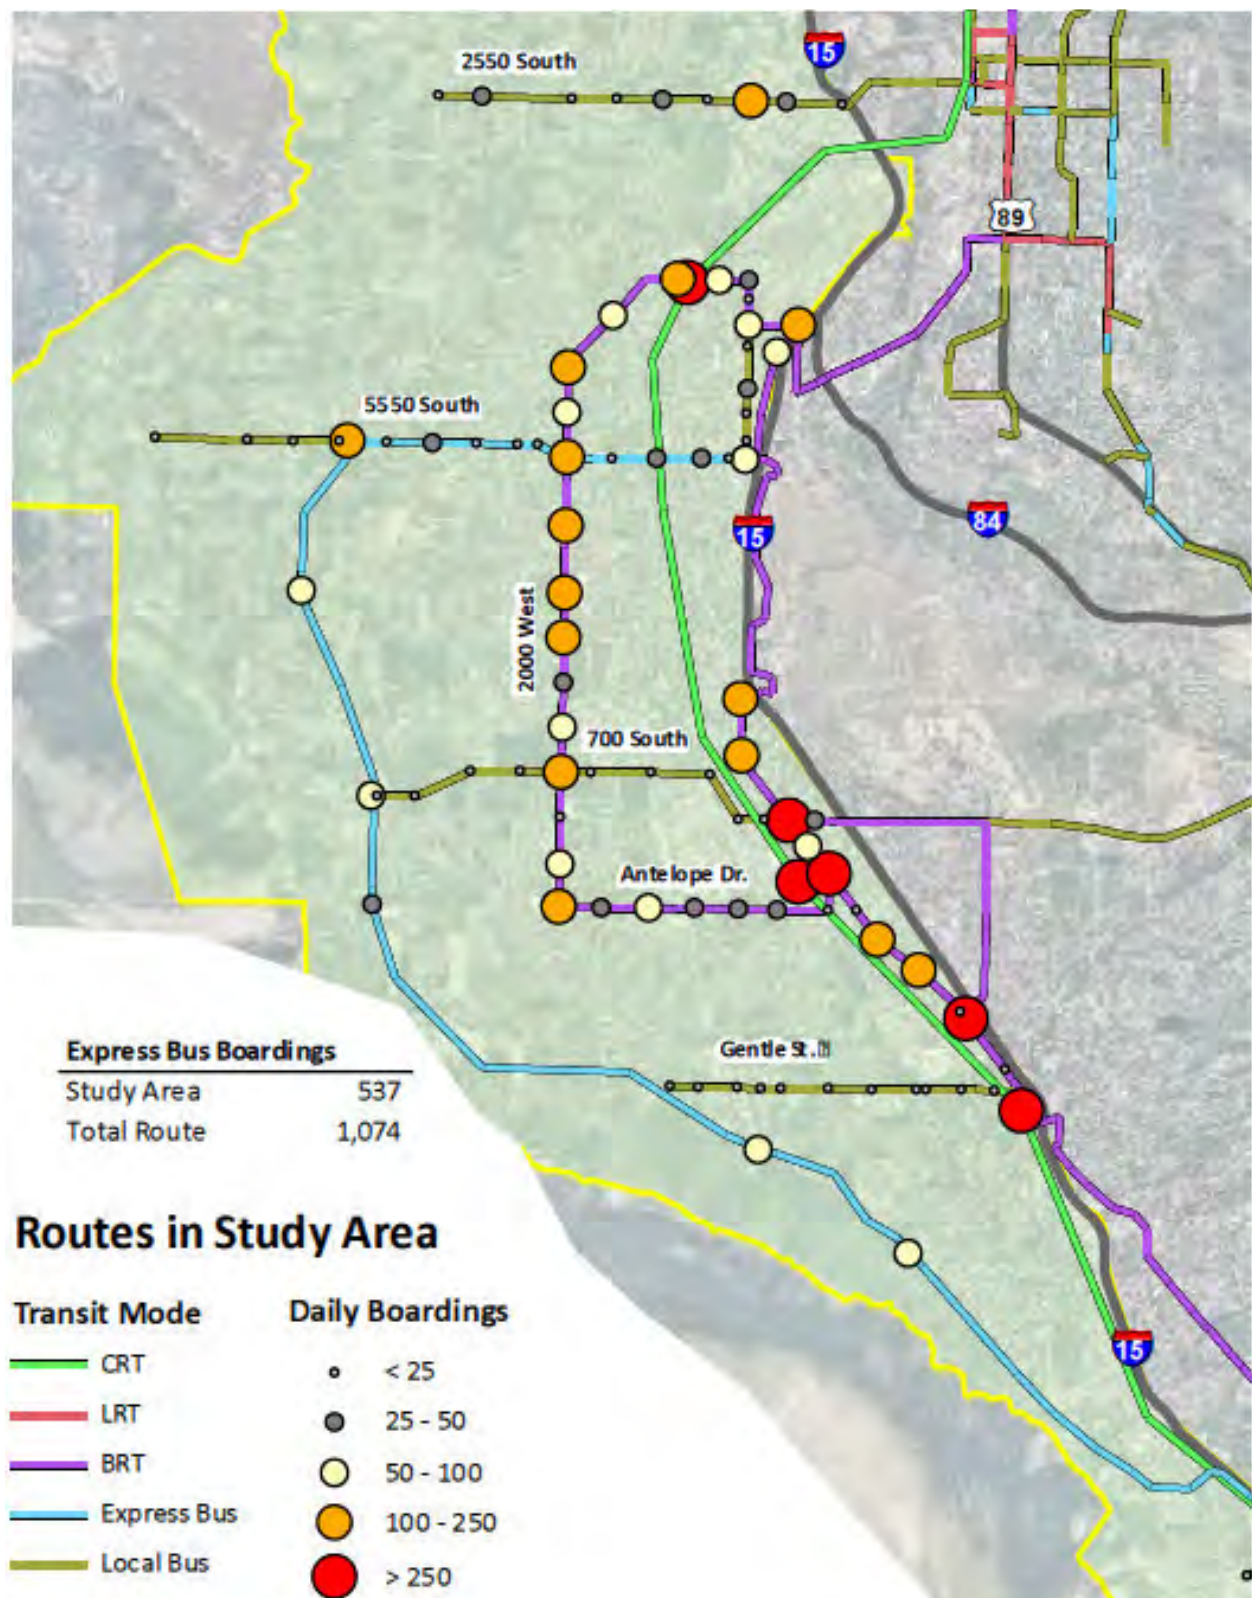 15
2550 South
89
5550 South
84
15
2000 West
700 South
Antelope Dr.
Gentle St.
Express Bus Boardings
Study Area 537
Total Route 1,074
Routes in Study Area
Transit Mode Daily Boardings
CRT < 25
LRT 25 - 50
BRT 50 - 100
Express Bus 100 - 250
Local Bus > 250
15